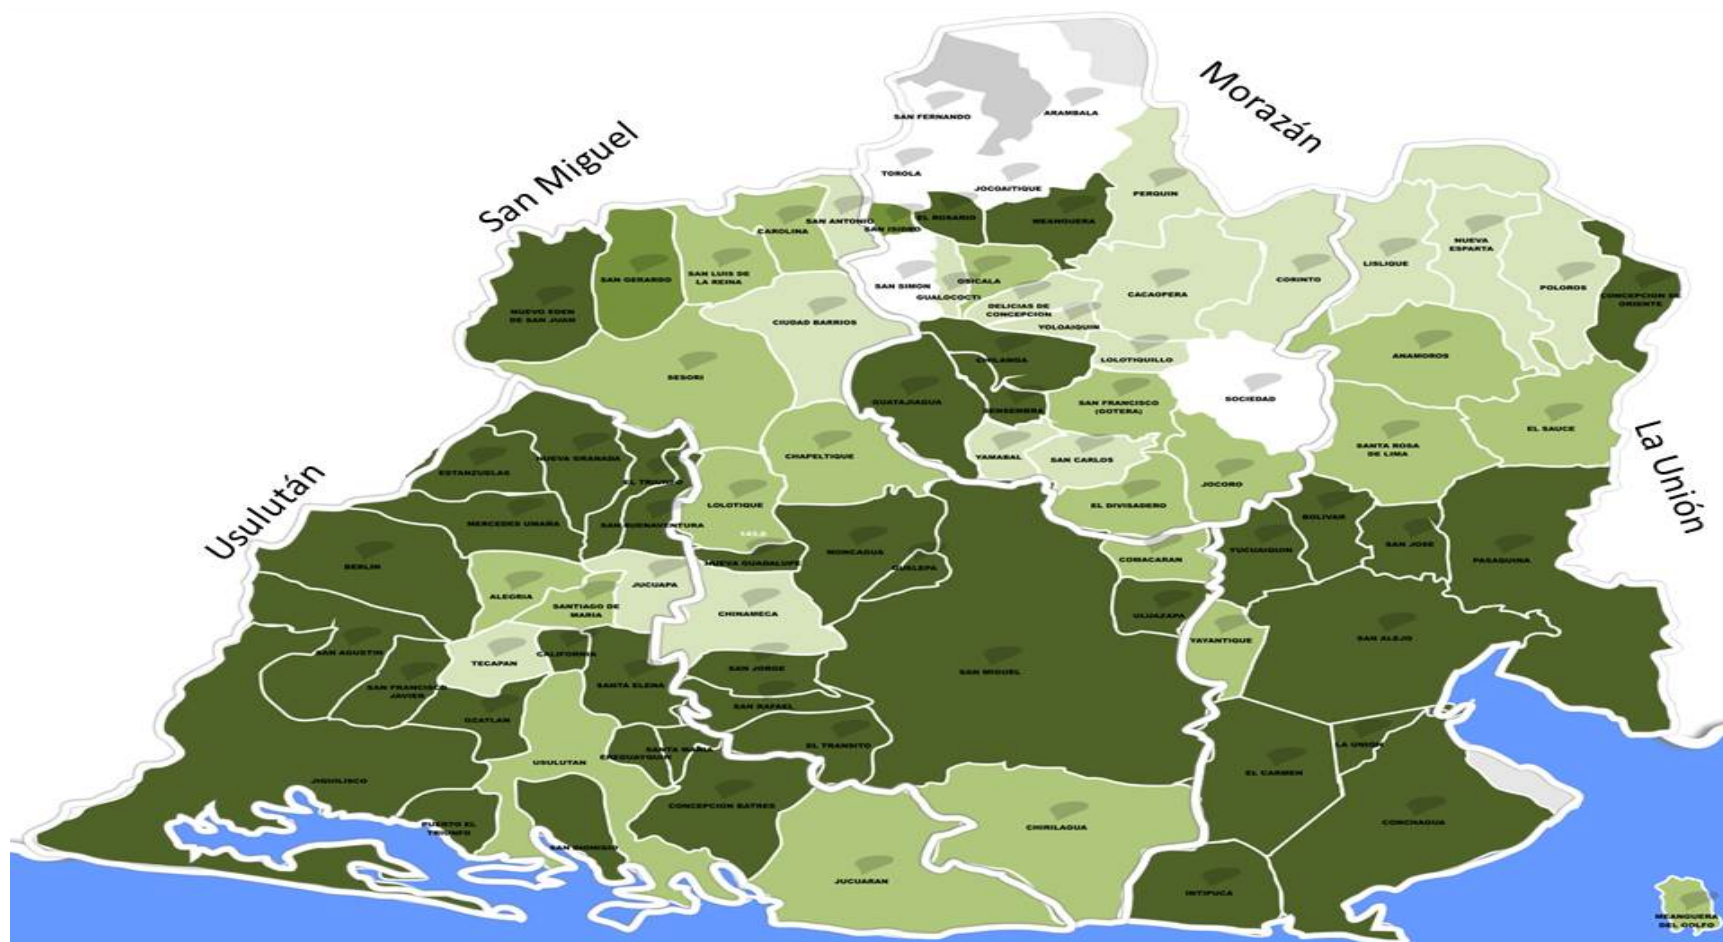 Morazán
San Miguel
La Unión
Usulután
SAN FERNANDO
ARAMBALA
TOROLA
JOCOAITIQUE
PERQUIN
SAN ANTONIO
SAN ISIDRO
EL ROSARIO
MEANGUERA
CAROLINA
SAN GERARDO
SAN LUIS DE
LA REINA
NUEVO EDEN
DE SAN JUAN
CIUDAD BARRIOS
SAN SIMON
GUALOCOCTI
OSICALA
DELICIAS DE
CONCEPCION
YOLOAIQUIN
CACAOPERA
CORINTO
LISLIQUE
NUEVA
ESPARTA
POLOROS
CONCEPCION DE
ORIENTE
SESORI
CHILANGA
LOLOTIQUILLO
ANAMOROS
GUATAJIAGUA
SENSEMBRA
SAN FRANCISCO
(GOTERA)
SOCIEDAD
EL SAUCE
SANTA ROSA
DE LIMA
CHAPELTIQUE
YAMABAL
SAN CARLOS
JOCORO
EL DIVISADERO
ESTANZUELAS
NUEVA GRANADA
EL TRIUNFO
LOLOTIQUE
MERCEDES UMAÑA
SAN BUENAVENTURA
143.0
BOLIVAR
SAN JOSE
TUCUAIQUIN
PASAQUINA
BERLIN
NUEVA GUADALUPE
MONCAGUA
QUELEPA
COMACARAN
JUCUAPA
ALEGRIA
SANTIAGO DE
MARIA
CHINAMECA
ULUAZAPA
YAYANTIQUE
SAN ALEJO
SAN AGUSTIN
CALIFORNIA
TECAPAN
SAN FRANCISCO
JAVIER
SANTA ELENA
SAN JORGE
SAN MIGUEL
SAN RAFAEL
OZATLAN
EL TRANSITO
SANTA MARIA
EREGUAYQUIN
USULUTAN
JIQUILISCO
LA UNION
EL CARMEN
CONCEPCION BATRES
PUERTO EL
TRIUNFO
SAN DIONISIO
CHIRILAGUA
CONCHAGUA
JUCUARAN
INTIPUCA
MEANGUERA
DEL GOLFO